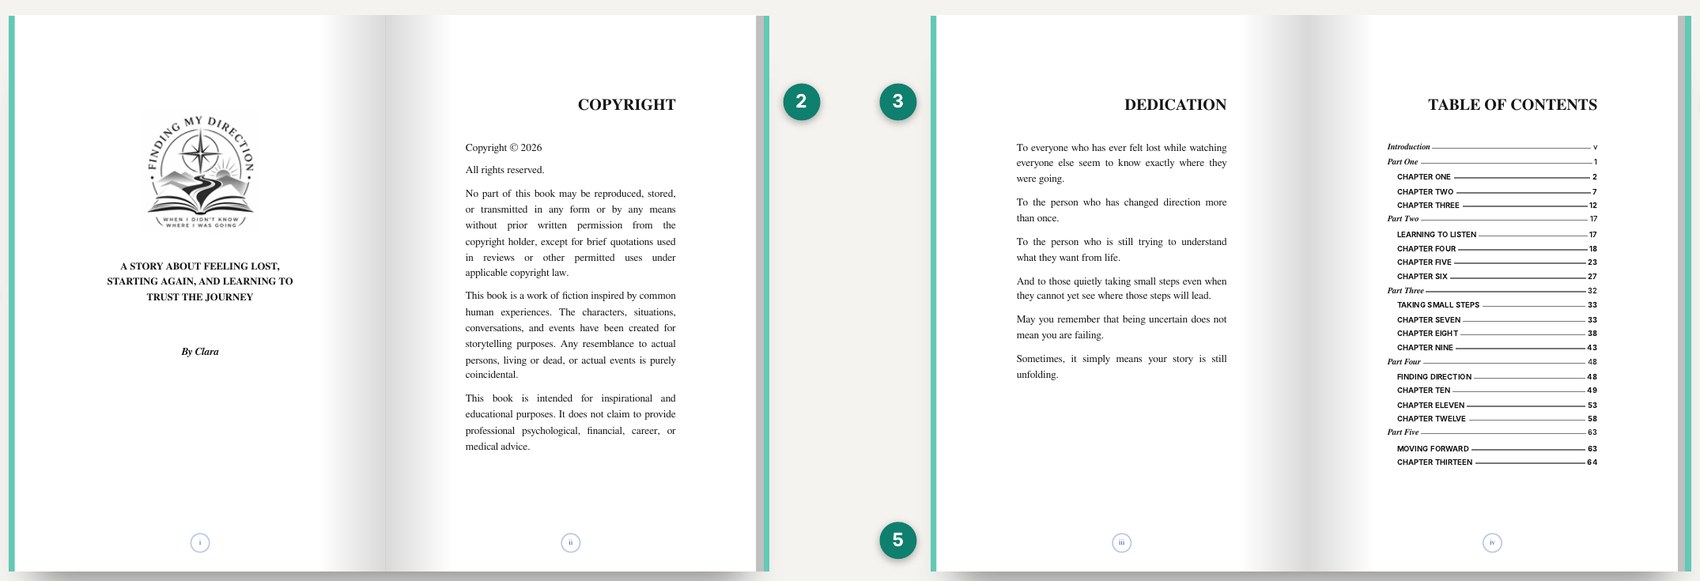 FINDING MY DIRECTION
WHEN I DIDN'T KNOW
WHERE I WAS GOING
A STORY ABOUT FEELING LOST,
STARTING AGAIN, AND LEARNING TO
TRUST THE JOURNEY
By Clara
i
COPYRIGHT
Copyright © 2026
All rights reserved.
No part of this book may be reproduced, stored,
or transmitted in any form or by any means
without prior written permission from the
copyright holder, except for brief quotations used
in reviews or other permitted uses under
applicable copyright law.
This book is a work of fiction inspired by common
human experiences. The characters, situations,
conversations, and events have been created for
storytelling purposes. Any resemblance to actual
persons, living or dead, or actual events is purely
coincidental.
This book is intended for inspirational and
educational purposes. It does not claim to provide
professional psychological, financial, career, or
medical advice.
ii
2
3
5
DEDICATION
To everyone who has ever felt lost while watching
everyone else seem to know exactly where they
were going.
To the person who has changed direction more
than once.
To the person who is still trying to understand
what they want from life.
And to those quietly taking small steps even when
they cannot yet see where those steps will lead.
May you remember that being uncertain does not
mean you are failing.
Sometimes, it simply means your story is still
unfolding.
iii
TABLE OF CONTENTS
Introduction v
Part One 1
CHAPTER ONE 2
CHAPTER TWO 7
CHAPTER THREE 12
Part Two 17
LEARNING TO LISTEN 17
CHAPTER FOUR 18
CHAPTER FIVE 23
CHAPTER SIX 27
Part Three 32
TAKING SMALL STEPS 33
CHAPTER SEVEN 33
CHAPTER EIGHT 38
CHAPTER NINE 43
Part Four 48
FINDING DIRECTION 48
CHAPTER TEN 49
CHAPTER ELEVEN 53
CHAPTER TWELVE 58
Part Five 63
MOVING FORWARD 63
CHAPTER THIRTEEN 64
iv